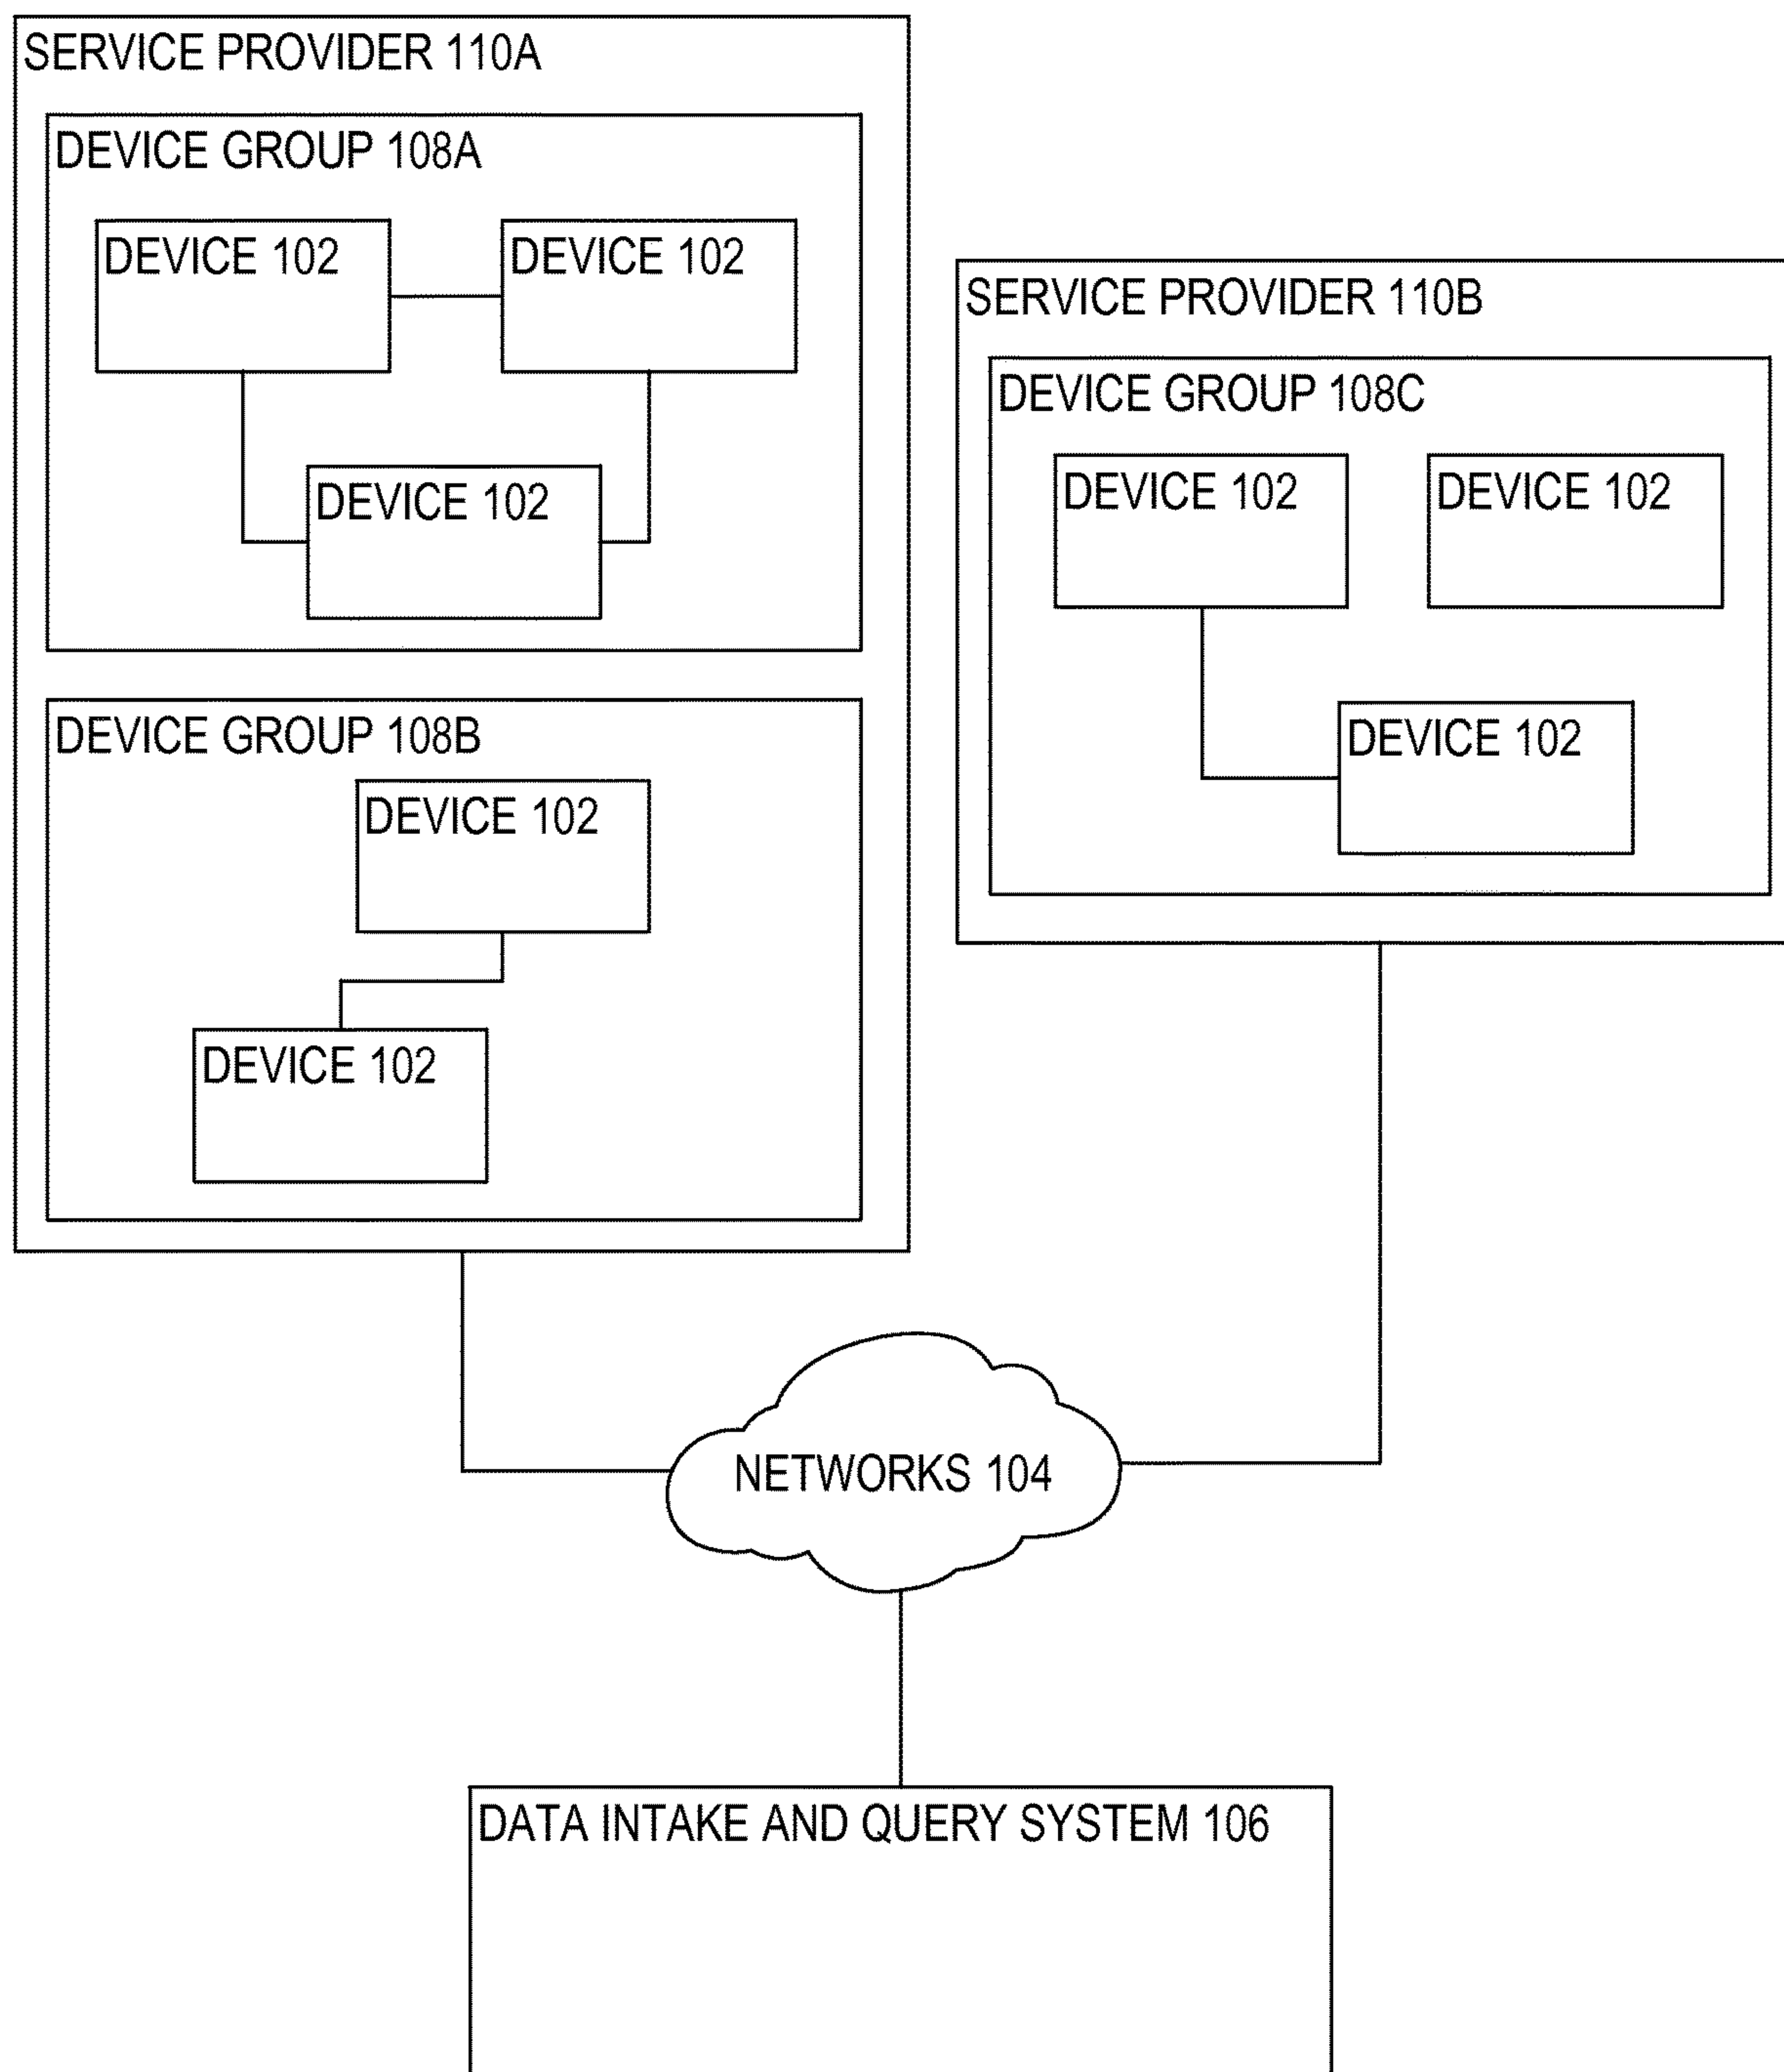 SERVICE PROVIDER 110A
DEVICE GROUP 108A
DEVICE 102
DEVICE 102
DEVICE 102
DEVICE GROUP 108B
DEVICE 102
DEVICE 102
SERVICE PROVIDER 110B
DEVICE GROUP 108C
DEVICE 102
DEVICE 102
DEVICE 102
NETWORKS 104
DATA INTAKE AND QUERY SYSTEM 106